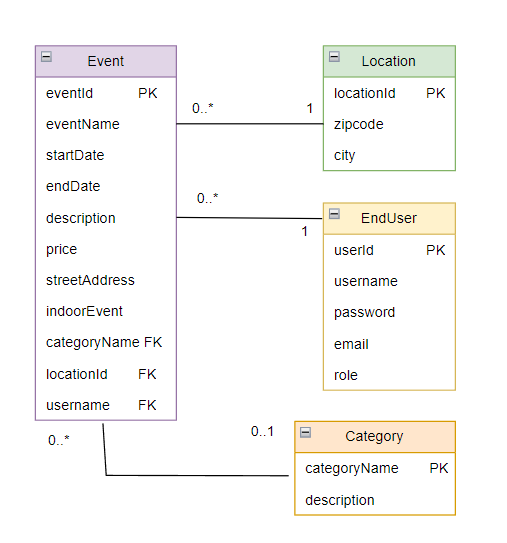 Event
eventId PK
eventName
startDate
endDate
description
price
streetAddress
indoorEvent
categoryName FK
locationId FK
username FK
0..*
1
Location
locationId PK
zipcode
city
0..*
1
EndUser
userId PK
username
password
email
role
0..*
0..1
Category
categoryName PK
description